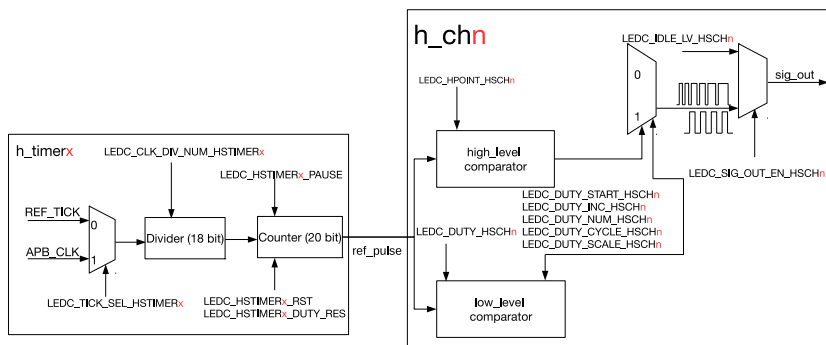 h_chn
LEDC_IDLE_LV_HSCHn
sig_out
0
1
LEDC_HPOINT_HSCHn
high_level
comparator
LEDC_SIG_OUT_EN_HSCHn
h_timerx
LEDC_CLK_DIV_NUM_HSTIMERx
LEDC_HSTIMERx_PAUSE
REF_TICK
0
APB_CLK
1
Divider (18 bit)
Counter (20 bit)
ref_pulse
LEDC_TICK_SEL_HSTIMERx
LEDC_HSTIMERx_RST
LEDC_HSTIMERx_DUTY_RES
LEDC_DUTY_HSCHn
LEDC_DUTY_START_HSCHn
LEDC_DUTY_INC_HSCHn
LEDC_DUTY_NUM_HSCHn
LEDC_DUTY_CYCLE_HSCHn
LEDC_DUTY_SCALE_HSCHn
low_level
comparator